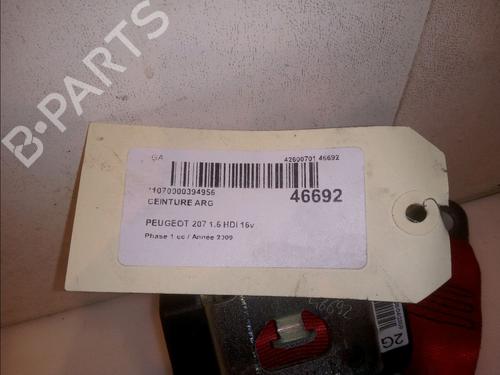 B-PARTS
GA
42600701 46692
11070000394956
46692
CEINTURE ARG
PEUGEOT 207 1.6 HDI 16v
Phase 1 cc / Année 2009
46692
2G